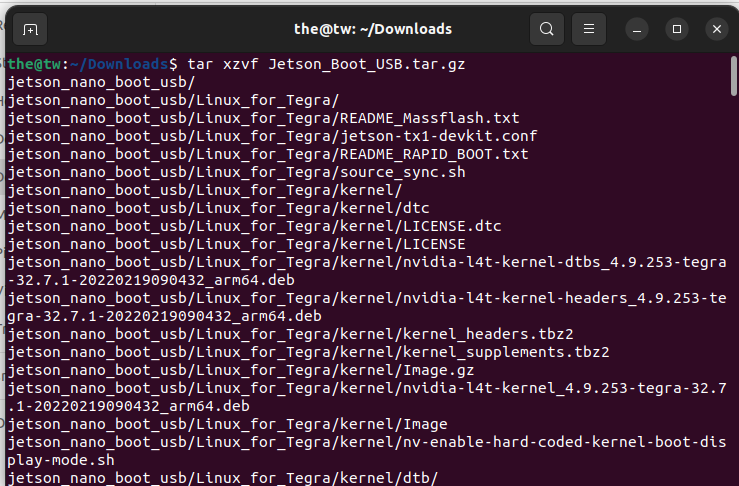 the@tw: ~/Downloads
the@tw:~/Downloads$ tar xzvf Jetson_Boot_USB.tar.gz
jetson_nano_boot_usb/
jetson_nano_boot_usb/Linux_for_Tegra/
jetson_nano_boot_usb/Linux_for_Tegra/README_Massflash.txt
jetson_nano_boot_usb/Linux_for_Tegra/jetson-tx1-devkit.conf
jetson_nano_boot_usb/Linux_for_Tegra/README_RAPID_BOOT.txt
jetson_nano_boot_usb/Linux_for_Tegra/source_sync.sh
jetson_nano_boot_usb/Linux_for_Tegra/kernel/
jetson_nano_boot_usb/Linux_for_Tegra/kernel/dtc
jetson_nano_boot_usb/Linux_for_Tegra/kernel/LICENSE.dtc
jetson_nano_boot_usb/Linux_for_Tegra/kernel/LICENSE
jetson_nano_boot_usb/Linux_for_Tegra/kernel/nvidia-l4t-kernel-dtbs_4.9.253-tegra
-32.7.1-20220219090432_arm64.deb
jetson_nano_boot_usb/Linux_for_Tegra/kernel/nvidia-l4t-kernel-headers_4.9.253-te
gra-32.7.1-20220219090432_arm64.deb
jetson_nano_boot_usb/Linux_for_Tegra/kernel/kernel_headers.tbz2
jetson_nano_boot_usb/Linux_for_Tegra/kernel/kernel_supplements.tbz2
jetson_nano_boot_usb/Linux_for_Tegra/kernel/Image.gz
jetson_nano_boot_usb/Linux_for_Tegra/kernel/nvidia-l4t-kernel_4.9.253-tegra-32.7
.1-20220219090432_arm64.deb
jetson_nano_boot_usb/Linux_for_Tegra/kernel/Image
jetson_nano_boot_usb/Linux_for_Tegra/kernel/nv-enable-hard-coded-kernel-boot-dis
play-mode.sh
jetson_nano_boot_usb/Linux_for_Tegra/kernel/dtb/